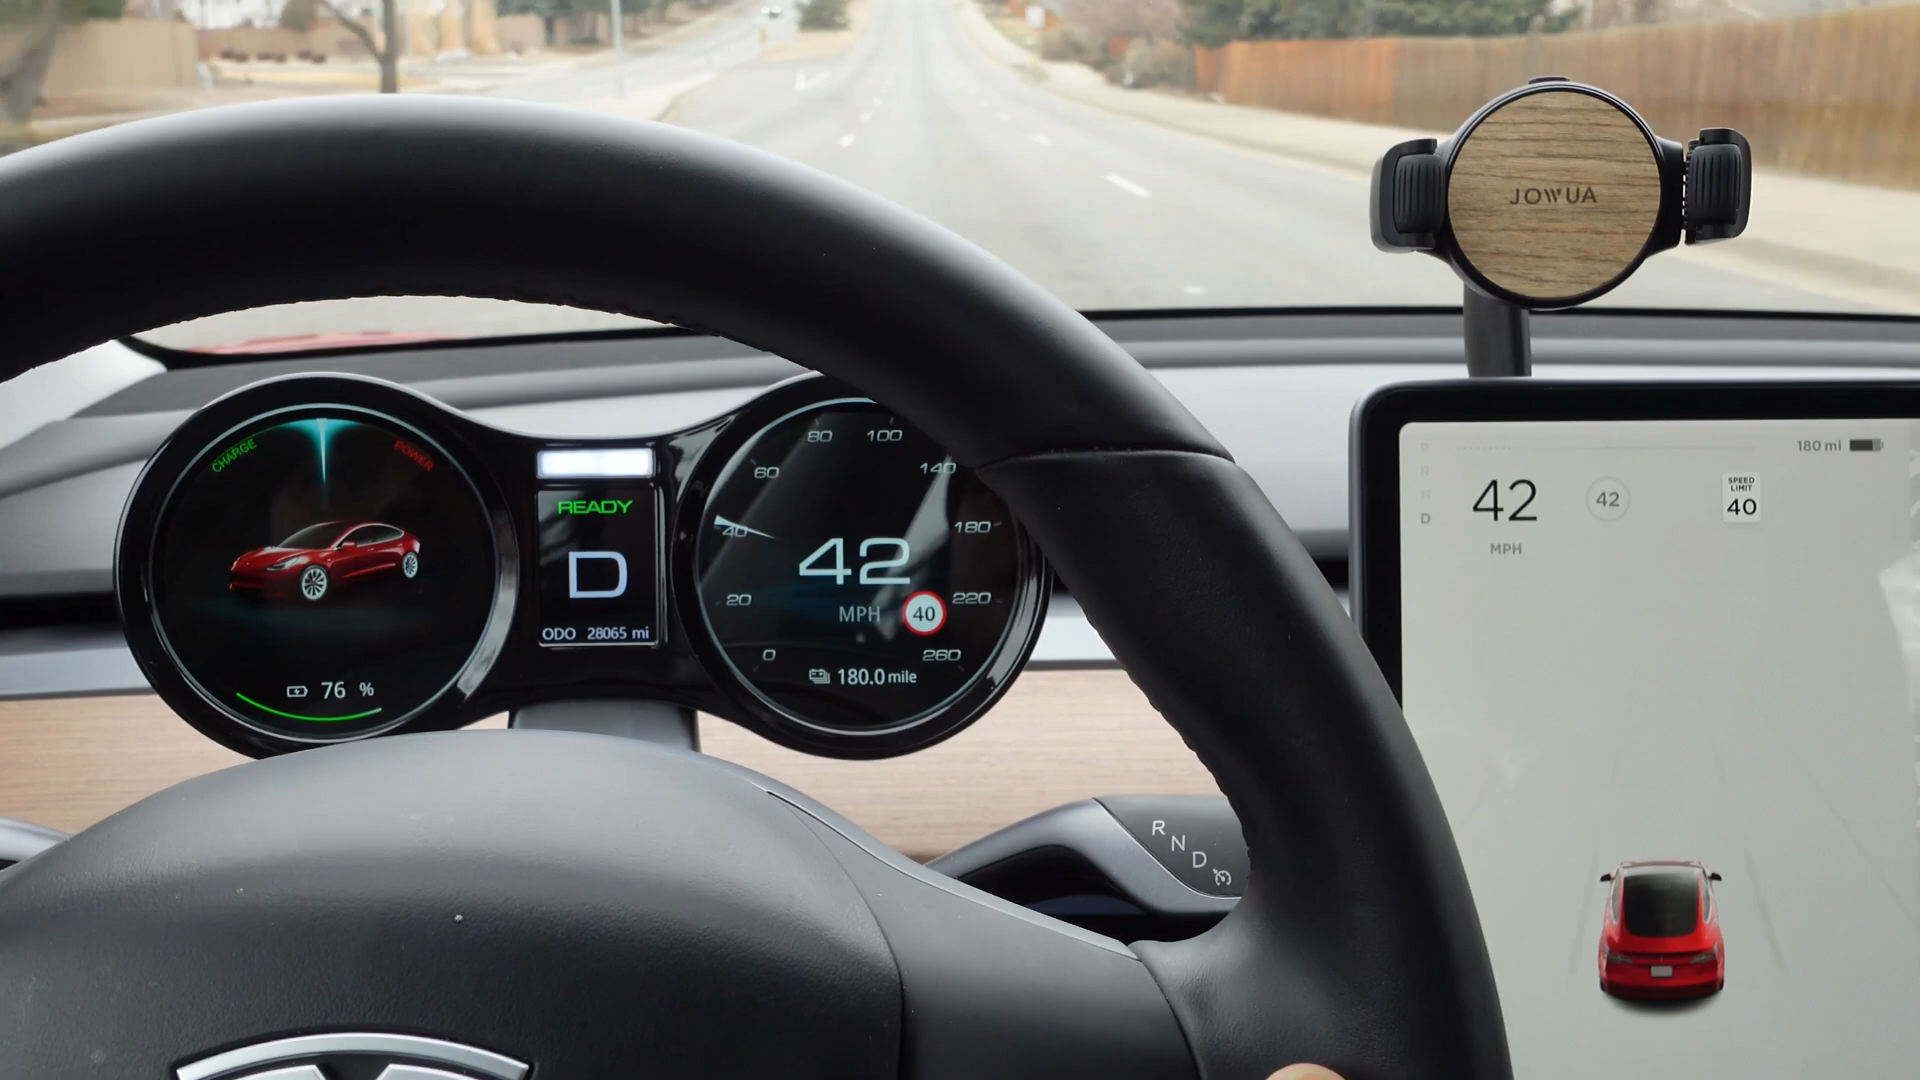 JOWUA
CHARGE
POWER
76 %
READY
D
ODO 28065 mi
80 100
60 140
40 180
20 220
0 260
42
MPH
40
180.0 mile
R
N
D
P
R
N
D
180 mi
42
MPH
42
SPEED
LIMIT
40